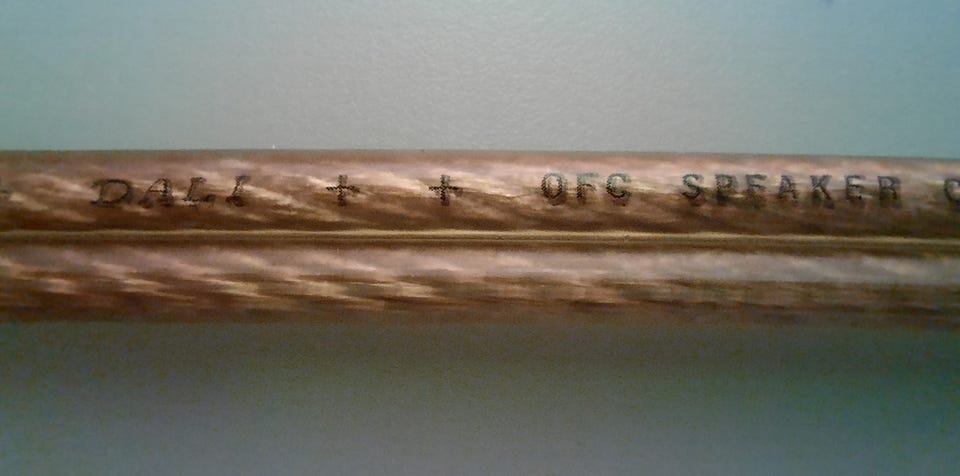 + DALI + + OFC SPEAKER C